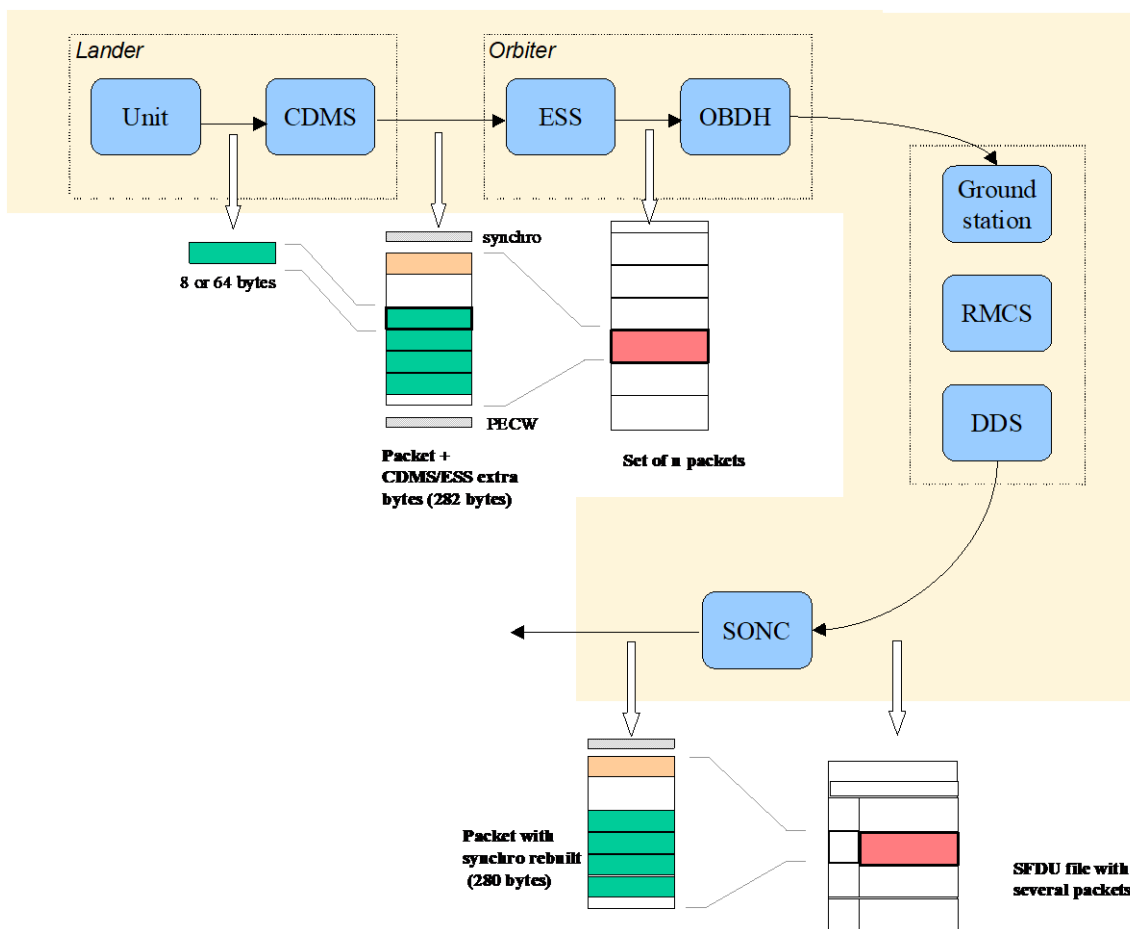 Lander
Orbiter
Unit
CDMS
ESS
OBDH
Ground
station
RMCS
DDS
synchro
8 or 64 bytes
PECW
Packet +
CDMS/ESS extra
bytes (282 bytes)
Set of n packets
SONC
Packet with
synchro rebuilt
(280 bytes)
SFDU file with
several packets